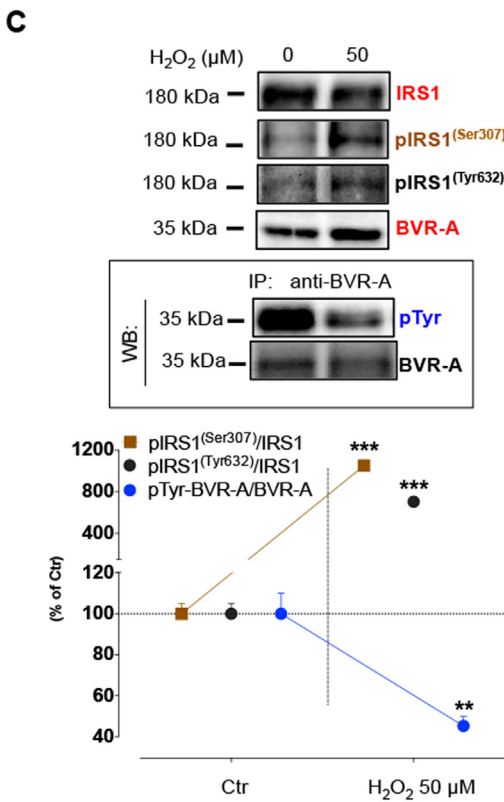 C
H₂O₂ (µM) 0 50
180 kDa IRS1
180 kDa pIRS1(Ser307)
180 kDa pIRS1(Tyr632)
35 kDa BVR-A
IP: anti-BVR-A
WB:
35 kDa pTyr
35 kDa BVR-A
pIRS1(Ser307)/IRS1
pIRS1(Tyr632)/IRS1
pTyr-BVR-A/BVR-A
(% of Ctr)
1200
800
400
120
100
80
60
40
***
***
**
Ctr H₂O₂ 50 µM